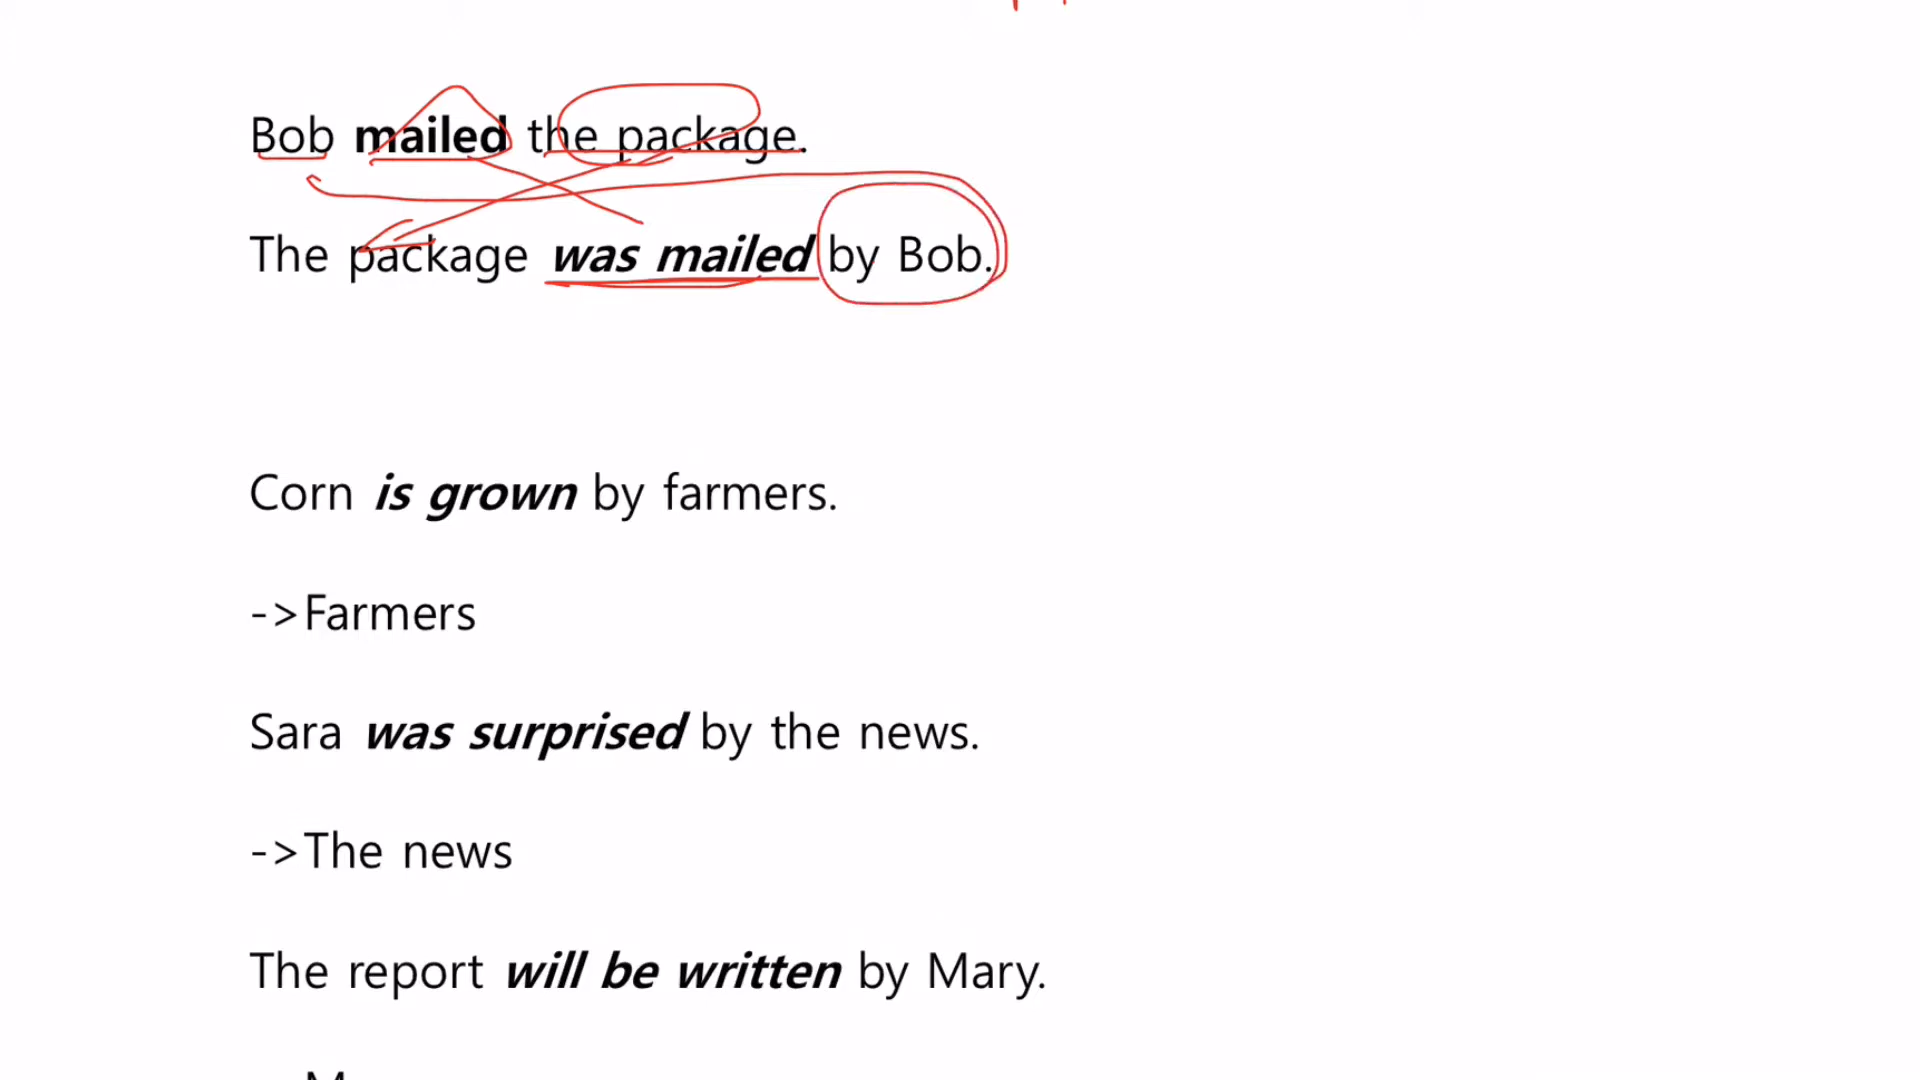 Bob mailed the package.
The package was mailed by Bob.
Corn is grown by farmers.
->Farmers
Sara was surprised by the news.
->The news
The report will be written by Mary.